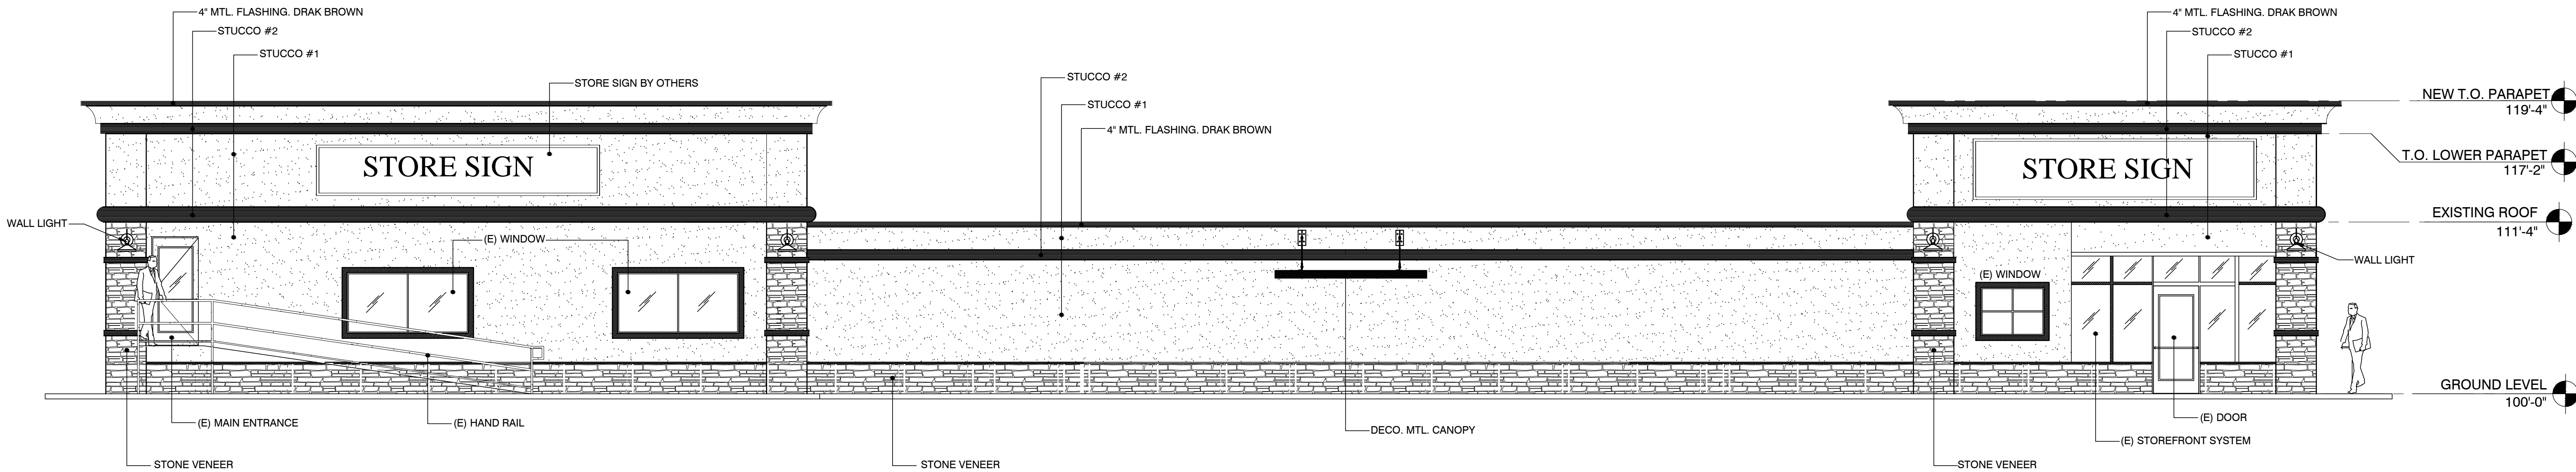 4" MTL. FLASHING. DRAK BROWN
STUCCO #2
STUCCO #1
STORE SIGN BY OTHERS
STORE SIGN
WALL LIGHT
(E) WINDOW
(E) MAIN ENTRANCE
(E) HAND RAIL
STONE VENEER
STUCCO #2
STUCCO #1
4" MTL. FLASHING. DRAK BROWN
DECO. MTL. CANOPY
STONE VENEER
4" MTL. FLASHING. DRAK BROWN
STUCCO #2
STUCCO #1
STORE SIGN
(E) WINDOW
WALL LIGHT
(E) DOOR
(E) STOREFRONT SYSTEM
STONE VENEER
NEW T.O. PARAPET
119'-4"
T.O. LOWER PARAPET
117'-2"
EXISTING ROOF
111'-4"
GROUND LEVEL
100'-0"